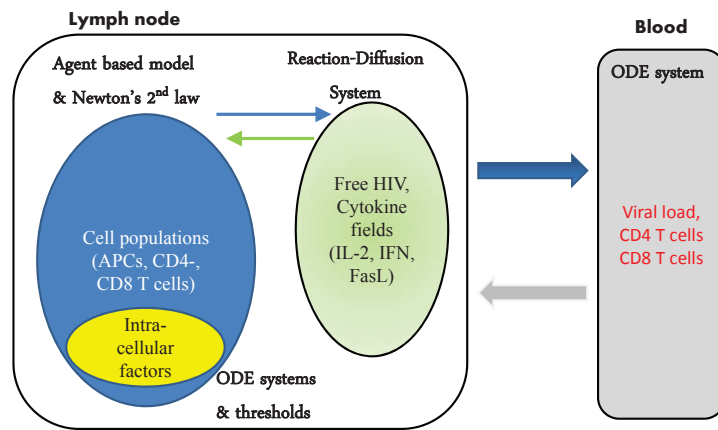 Lymph node
Agent based model
& Newton's 2nd law
Reaction-Diffusion
System
Cell populations
(APCs, CD4-,
CD8 T cells)
Intra-
cellular
factors
Free HIV,
Cytokine
fields
(IL-2, IFN,
FasL)
ODE systems
& thresholds
Blood
ODE system
Viral load,
CD4 T cells
CD8 T cells